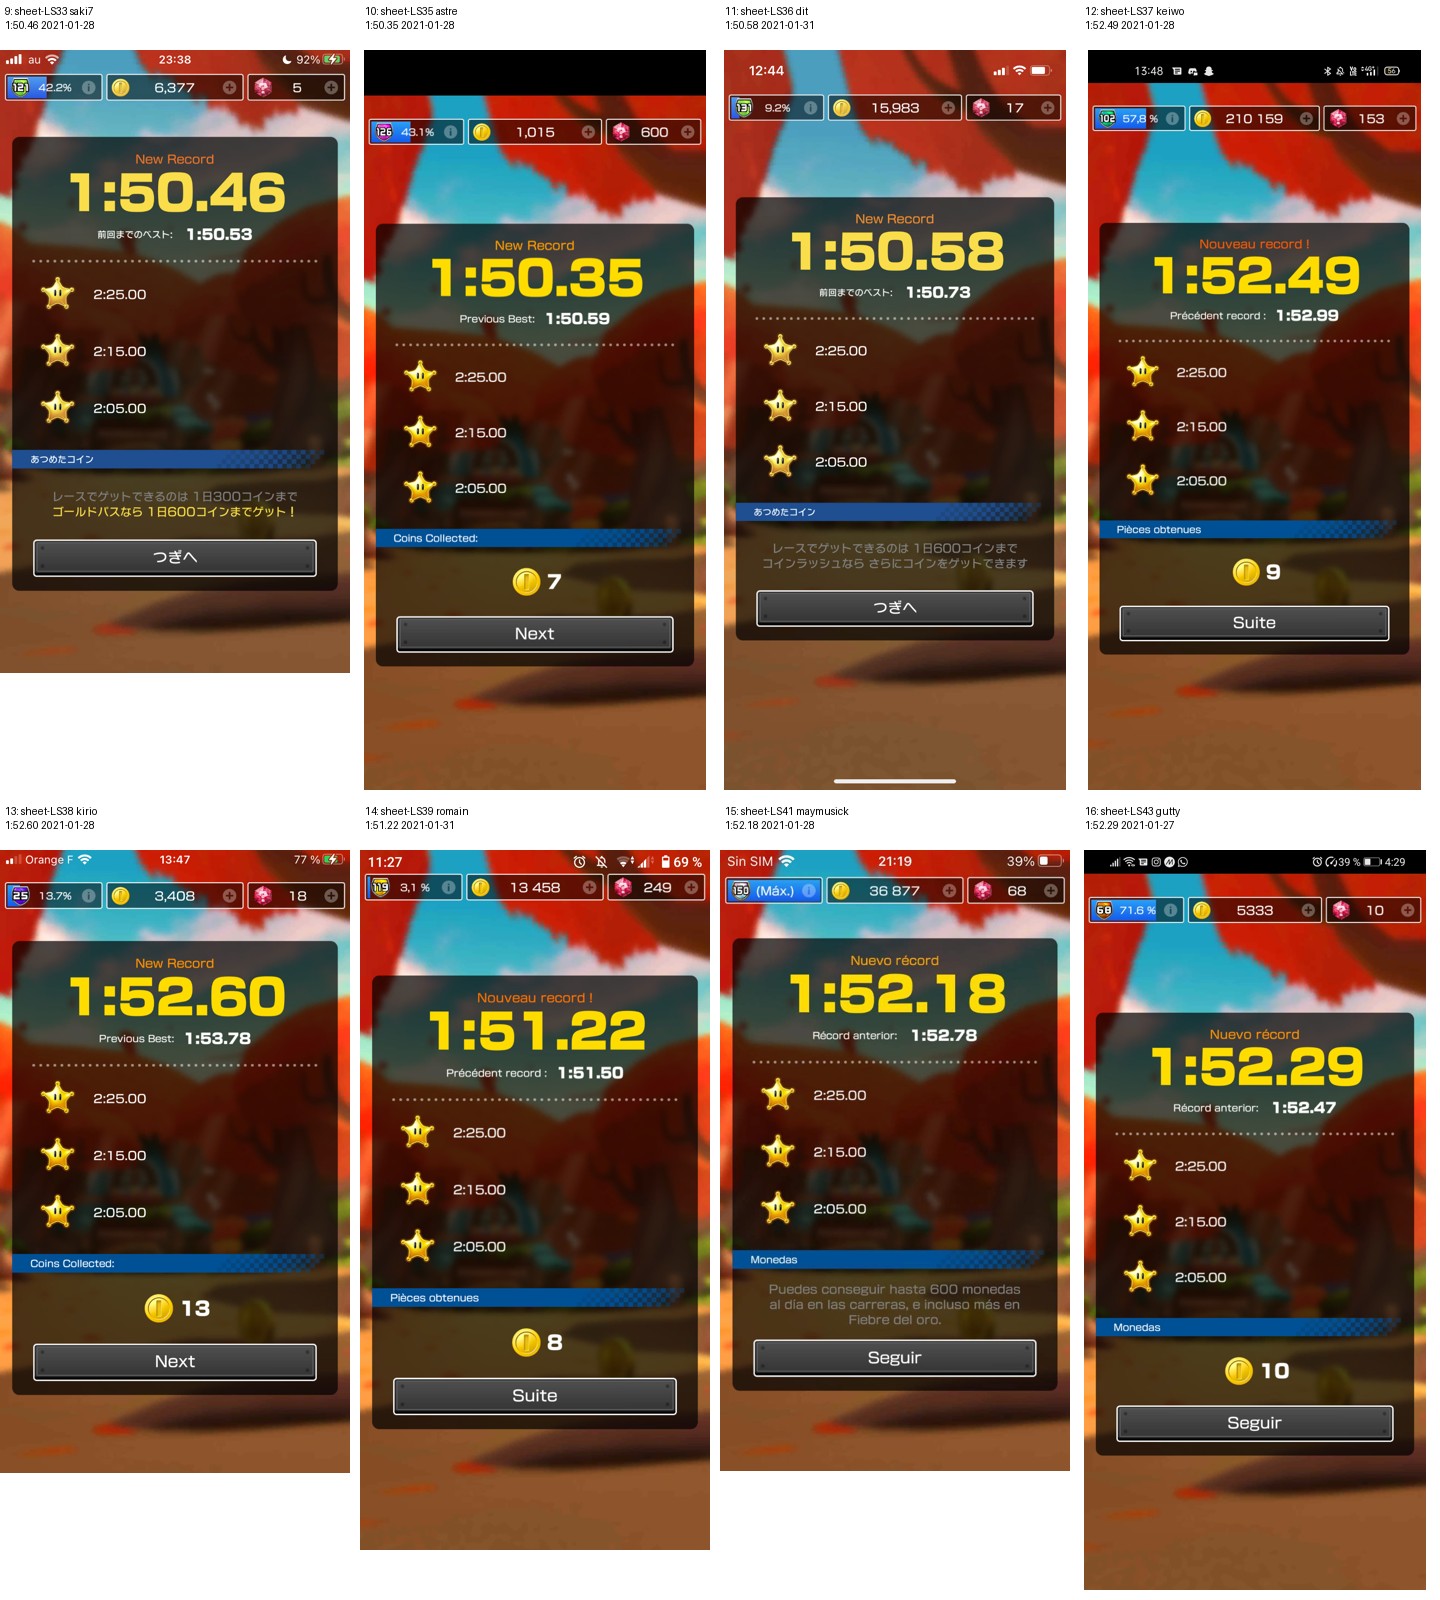 9: sheet-LS33 saki7
1:50.46 2021-01-28
au
23:38
92%
121 42.2%
6,377
5
New Record
1:50.46
前回までのベスト: 1:50.53
2:25.00
2:15.00
2:05.00
あつめたコイン
レースでゲットできるのは 1日300コインまで
ゴールドパスなら 1日600コインまでゲット！
つぎへ
10: sheet-LS35 astre
1:50.35 2021-01-28
126 43.1%
1,015
600
New Record
1:50.35
Previous Best: 1:50.59
2:25.00
2:15.00
2:05.00
Coins Collected:
7
Next
11: sheet-LS36 dit
1:50.58 2021-01-31
12:44
131 9.2%
15,983
17
New Record
1:50.58
前回までのベスト: 1:50.73
2:25.00
2:15.00
2:05.00
あつめたコイン
レースでゲットできるのは 1日600コインまで
コインラッシュなら さらにコインをゲットできます
つぎへ
12: sheet-LS37 keiwo
1:52.49 2021-01-28
13:48
56
102 57,8 %
210 159
153
Nouveau record !
1:52.49
Précédent record : 1:52.99
2:25.00
2:15.00
2:05.00
Pièces obtenues
9
Suite
13: sheet-LS38 kirio
1:52.60 2021-01-28
Orange F
13:47
77 %
25 13.7%
3,408
18
New Record
1:52.60
Previous Best: 1:53.78
2:25.00
2:15.00
2:05.00
Coins Collected:
13
Next
14: sheet-LS39 romain
1:51.22 2021-01-31
11:27
69 %
119 3,1 %
13 458
249
Nouveau record !
1:51.22
Précédent record : 1:51.50
2:25.00
2:15.00
2:05.00
Pièces obtenues
8
Suite
15: sheet-LS41 maymusick
1:52.18 2021-01-28
Sin SIM
21:19
39%
150 (Máx.)
36 877
68
Nuevo récord
1:52.18
Récord anterior: 1:52.78
2:25.00
2:15.00
2:05.00
Monedas
Puedes conseguir hasta 600 monedas
al día en las carreras, e incluso más en
Fiebre del oro.
Seguir
16: sheet-LS43 gutty
1:52.29 2021-01-27
39 %
4:29
68 71.6 %
5333
10
Nuevo récord
1:52.29
Récord anterior: 1:52.47
2:25.00
2:15.00
2:05.00
Monedas
10
Seguir